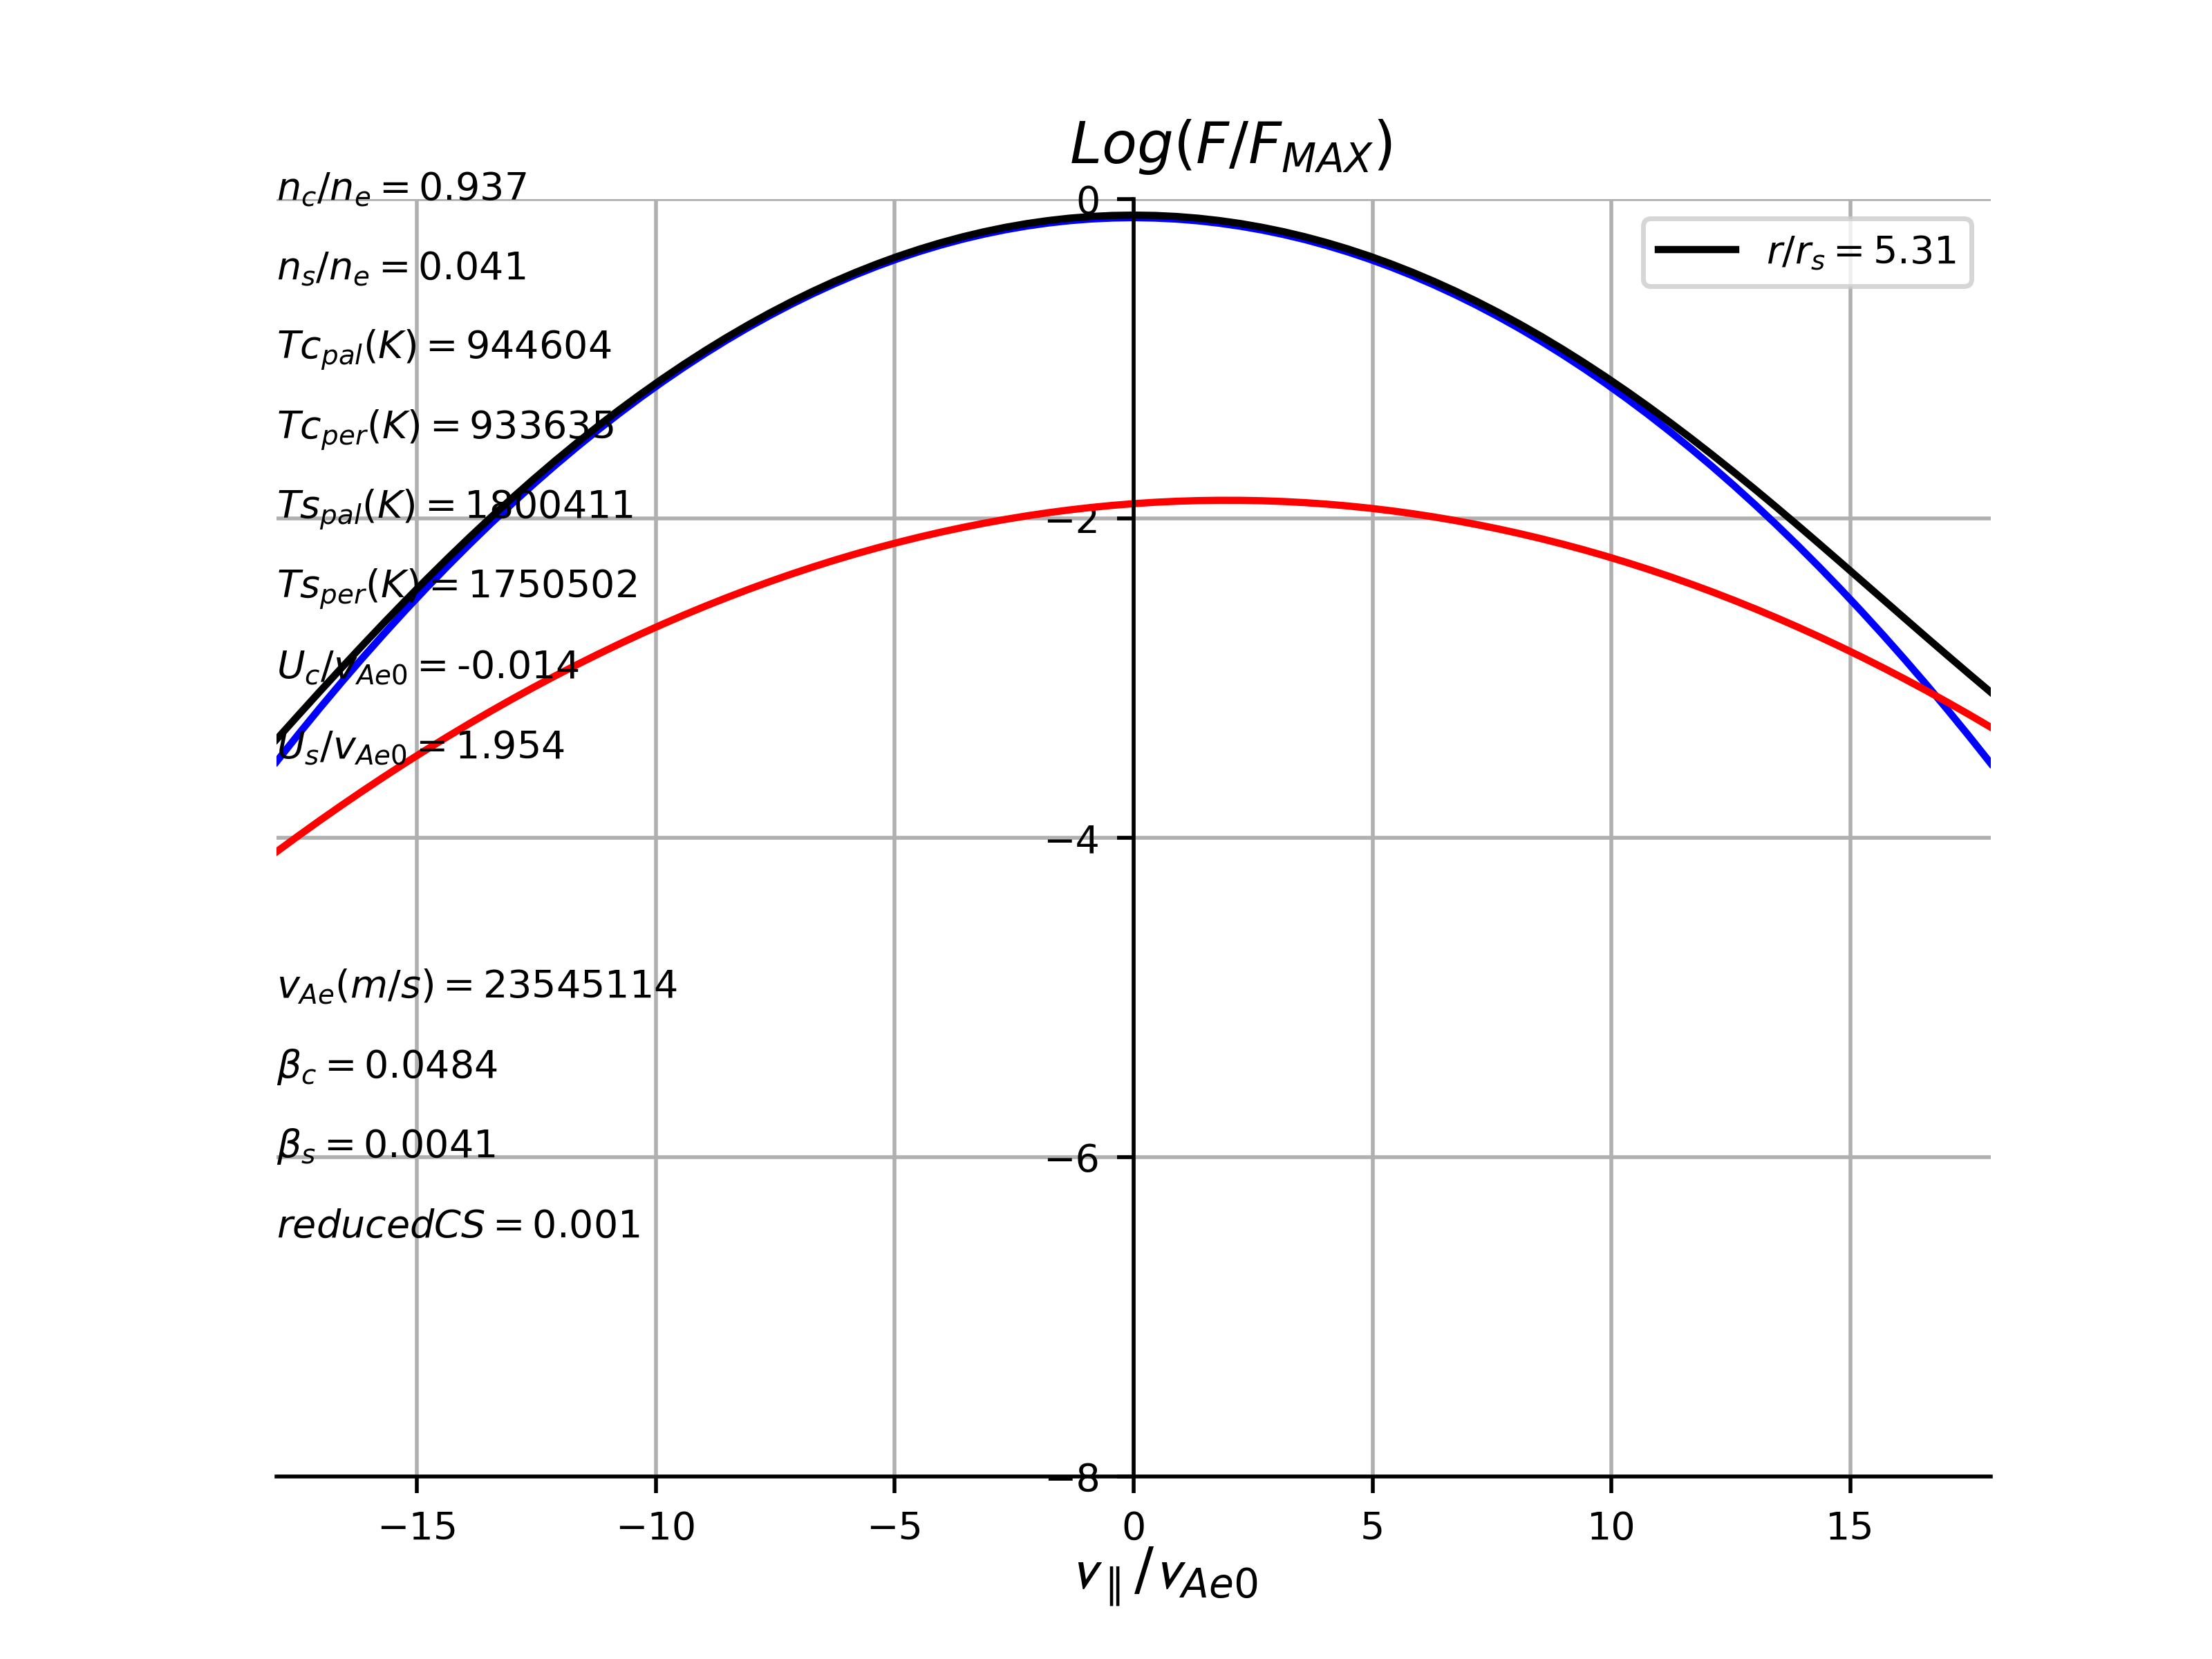 Log(F/F_MAX)
n_c/n_e = 0.937
0
r/r_s = 5.31
n_s/n_e = 0.041
Tc_pal(K) = 944604
Tc_per(K) = 933635
Ts_pal(K) = 1800411
−2
Ts_per(K) = 1750502
U_c/v_Ae0 = -0.014
U_s/v_Ae0 = 1.954
−4
v_Ae(m/s) = 23545114
β_c = 0.0484
β_s = 0.0041
−6
reducedCS = 0.001
−8
−15 −10 −5 0 5 10 15
v_∥/v_Ae0